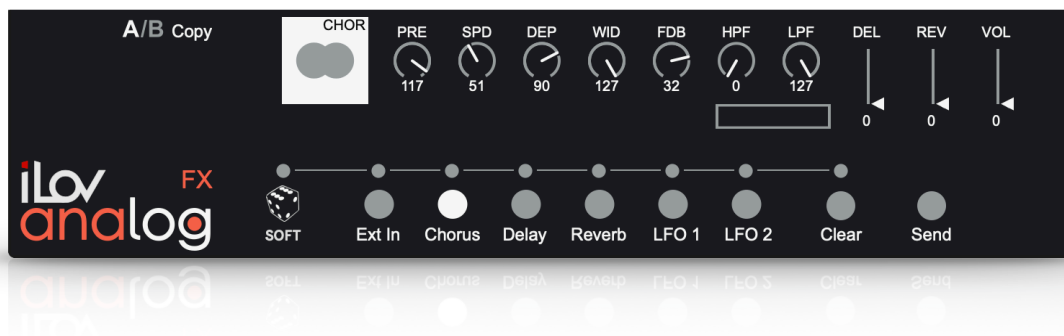 A/B Copy
CHOR
PRE SPD DEP WID FDB HPF LPF DEL REV VOL
117 51 90 127 32 0 127 0 0 0
iLOV
FX
analog
SOFT Ext In Chorus Delay Reverb LFO 1 LFO 2 Clear Send